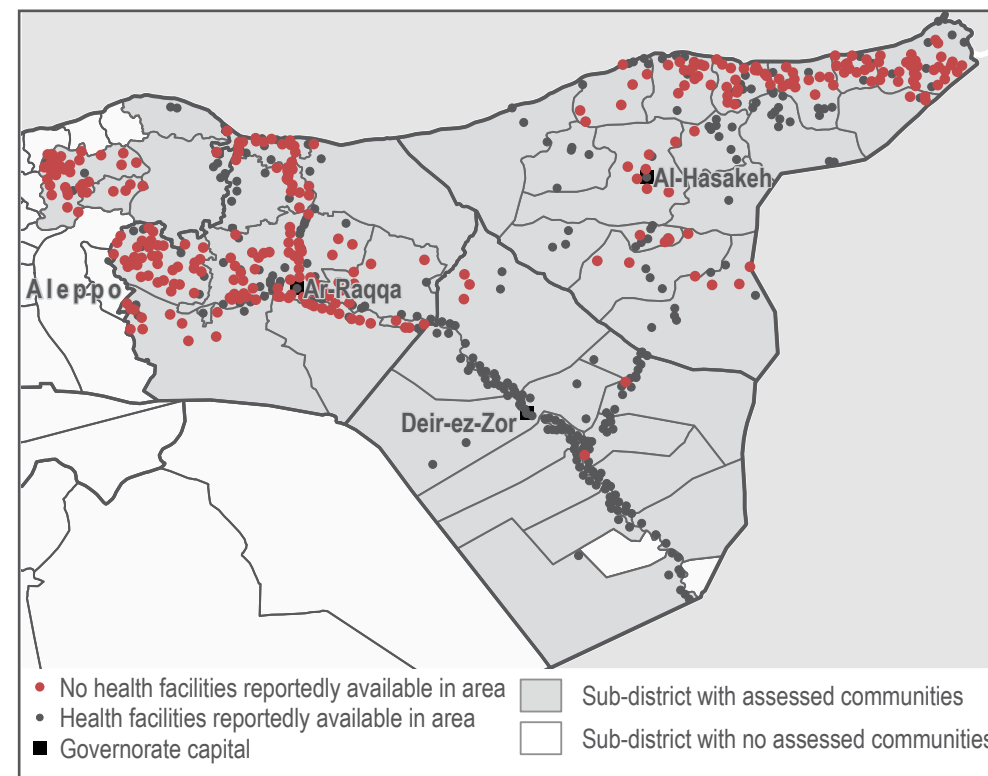 Al-Hasakeh
Aleppo
Ar-Raqqa
Deir-ez-Zor
No health facilities reportedly available in area
Health facilities reportedly available in area
Governorate capital
Sub-district with assessed communities
Sub-district with no assessed communities